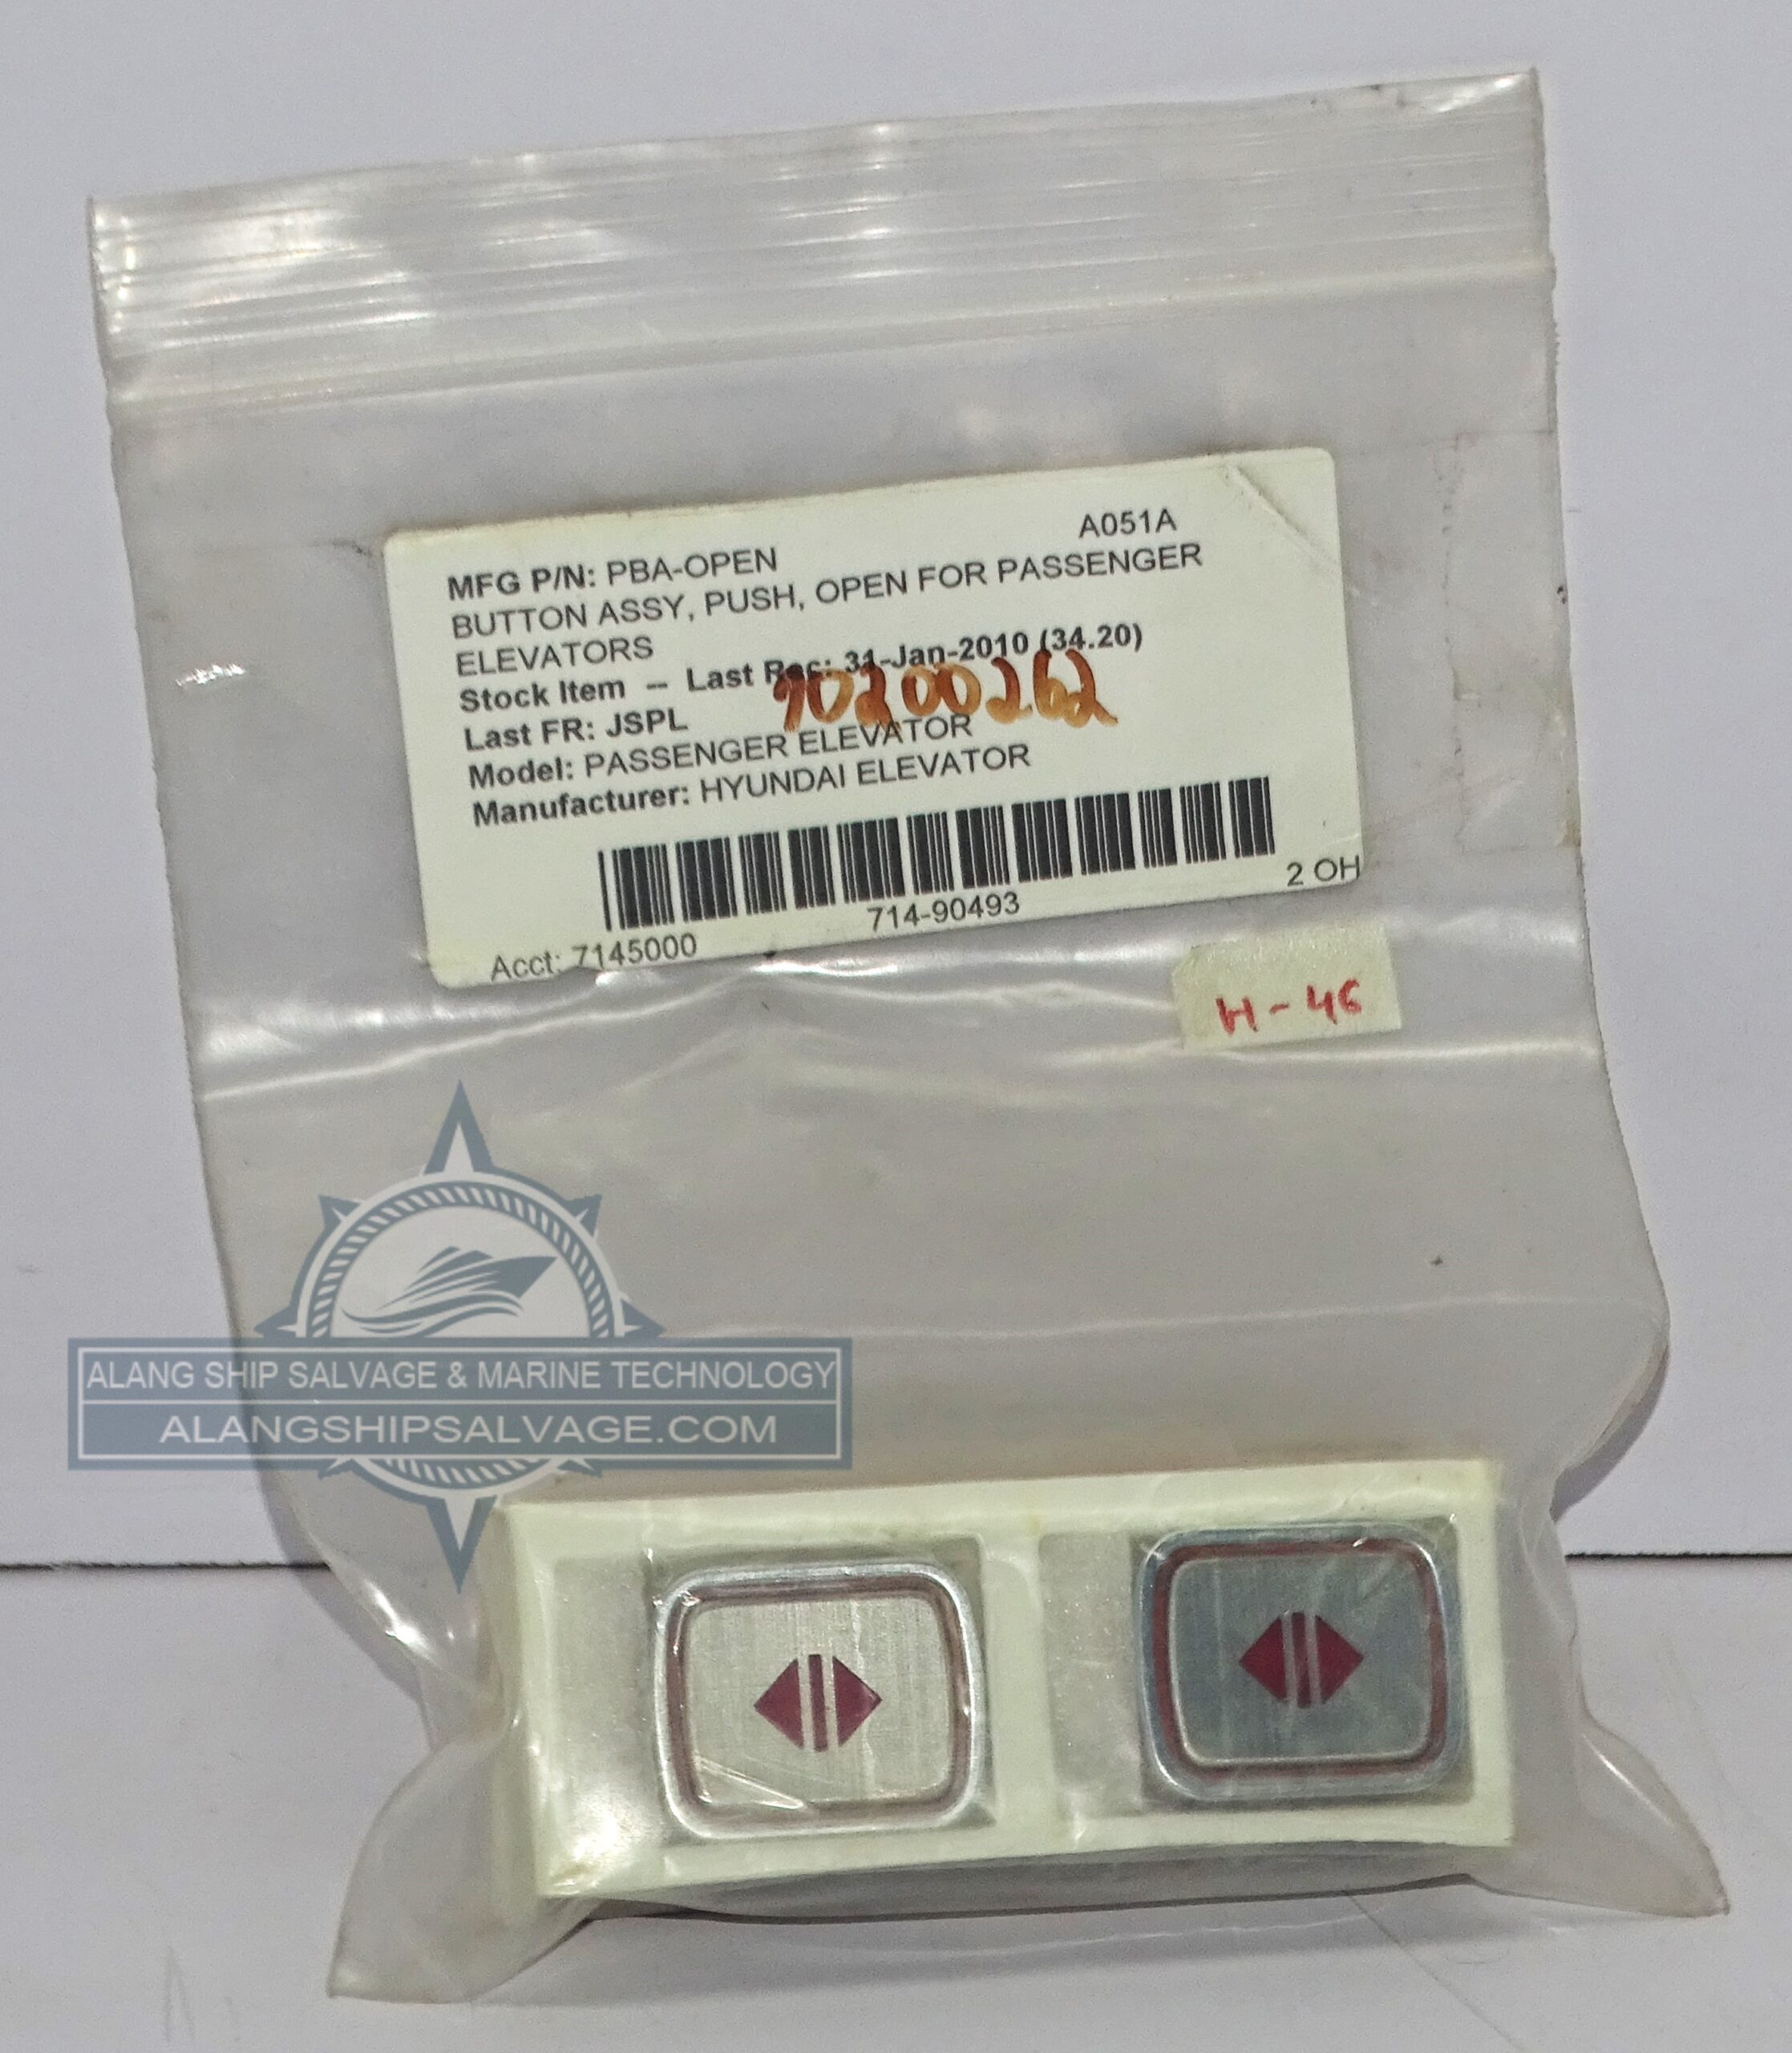 A051A
MFG P/N: PBA-OPEN
BUTTON ASSY, PUSH, OPEN FOR PASSENGER
ELEVATORS
Stock Item -- Last Rec: 31-Jan-2010 (34.20)
90200262
Last FR: JSPL
Model: PASSENGER ELEVATOR
Manufacturer: HYUNDAI ELEVATOR
2 OH
714-90493
Acct: 7145000
H-46
ALANG SHIP SALVAGE & MARINE TECHNOLOGY
ALANGSHIPSALVAGE.COM